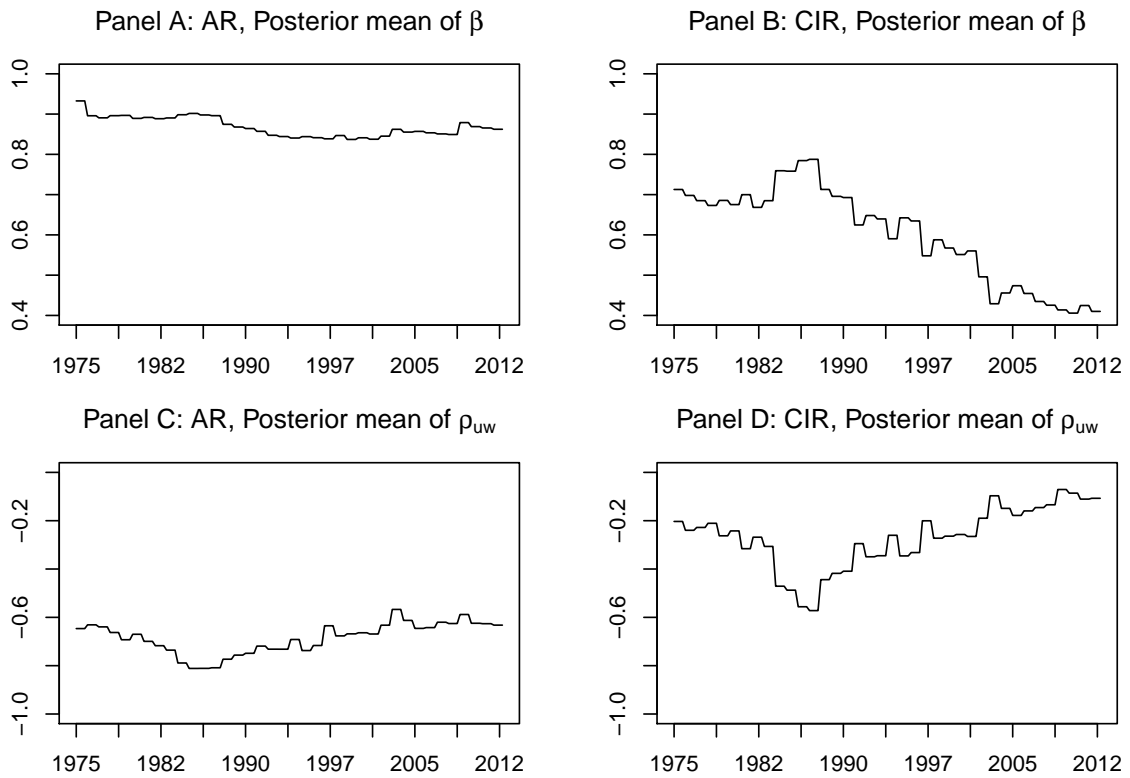 Panel A: AR, Posterior mean of β
1.0
0.8
0.6
0.4
1975 1982 1990 1997 2005 2012
Panel B: CIR, Posterior mean of β
1.0
0.8
0.6
0.4
1975 1982 1990 1997 2005 2012
Panel C: AR, Posterior mean of ρuw
−0.2
−0.6
−1.0
1975 1982 1990 1997 2005 2012
Panel D: CIR, Posterior mean of ρuw
−0.2
−0.6
−1.0
1975 1982 1990 1997 2005 2012